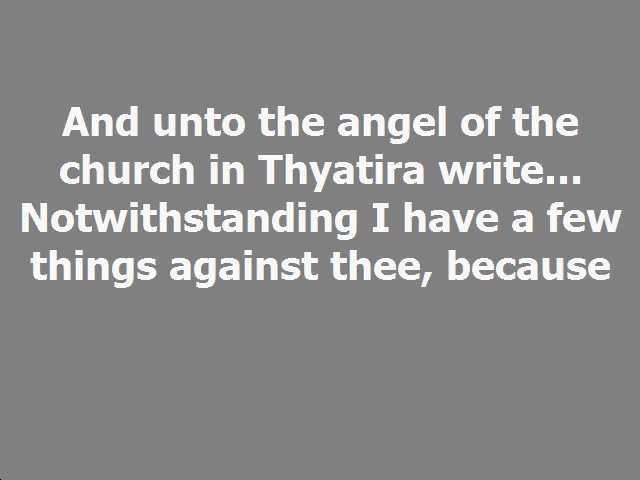 And unto the angel of the
church in Thyatira write...
Notwithstanding I have a few
things against thee, because